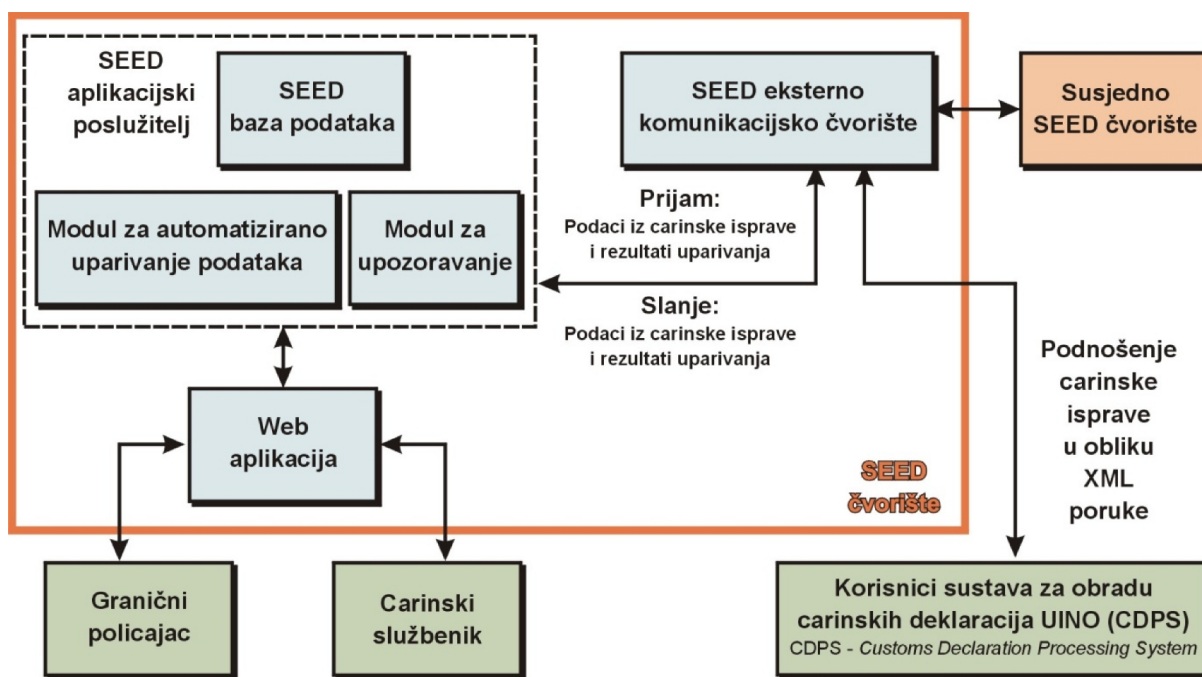 SEED
aplikacijski
poslužitelj
SEED
baza podataka
Modul za automatizirano
uparivanje podataka
Modul za
upozoravanje
SEED eksterno
komunikacijsko čvorište
Susjedno
SEED čvorište
Prijam:
Podaci iz carinske isprave
i rezultati uparivanja
Slanje:
Podaci iz carinske isprave
i rezultati uparivanja
Web
aplikacija
SEED
čvorište
Podnošenje
carinske
isprave
u obliku
XML
poruke
Granični
policajac
Carinski
službenik
Korisnici sustava za obradu
carinskih deklaracija UINO (CDPS)
CDPS - Customs Declaration Processing System